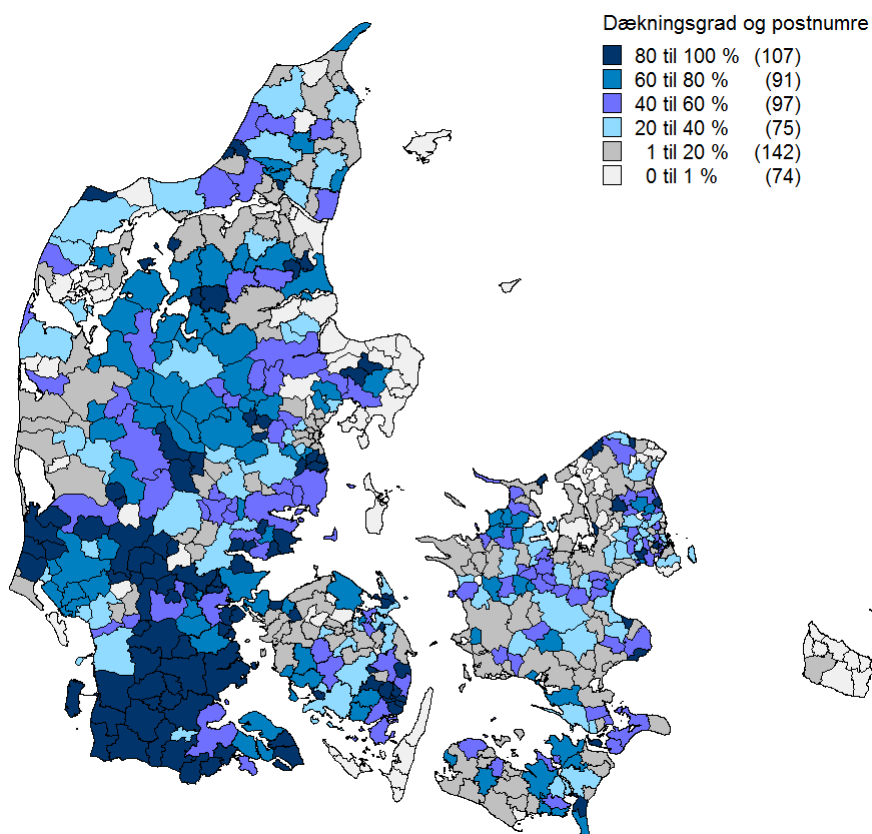 Dækningsgrad og postnumre
80 til 100 % (107)
60 til 80 % (91)
40 til 60 % (97)
20 til 40 % (75)
1 til 20 % (142)
0 til 1 % (74)